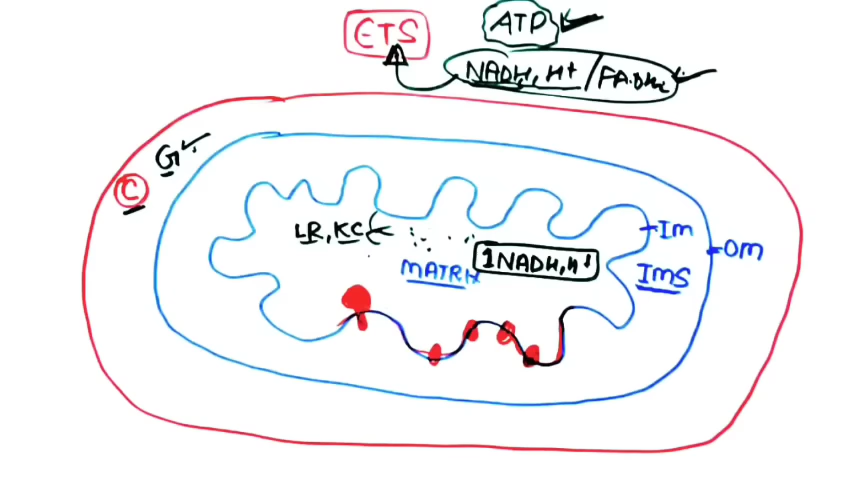 ETS
ATP
NADH, H+ / FADH2
G
C
LR, KC
1NADH, H+
MATRIX
Im
OM
IMS